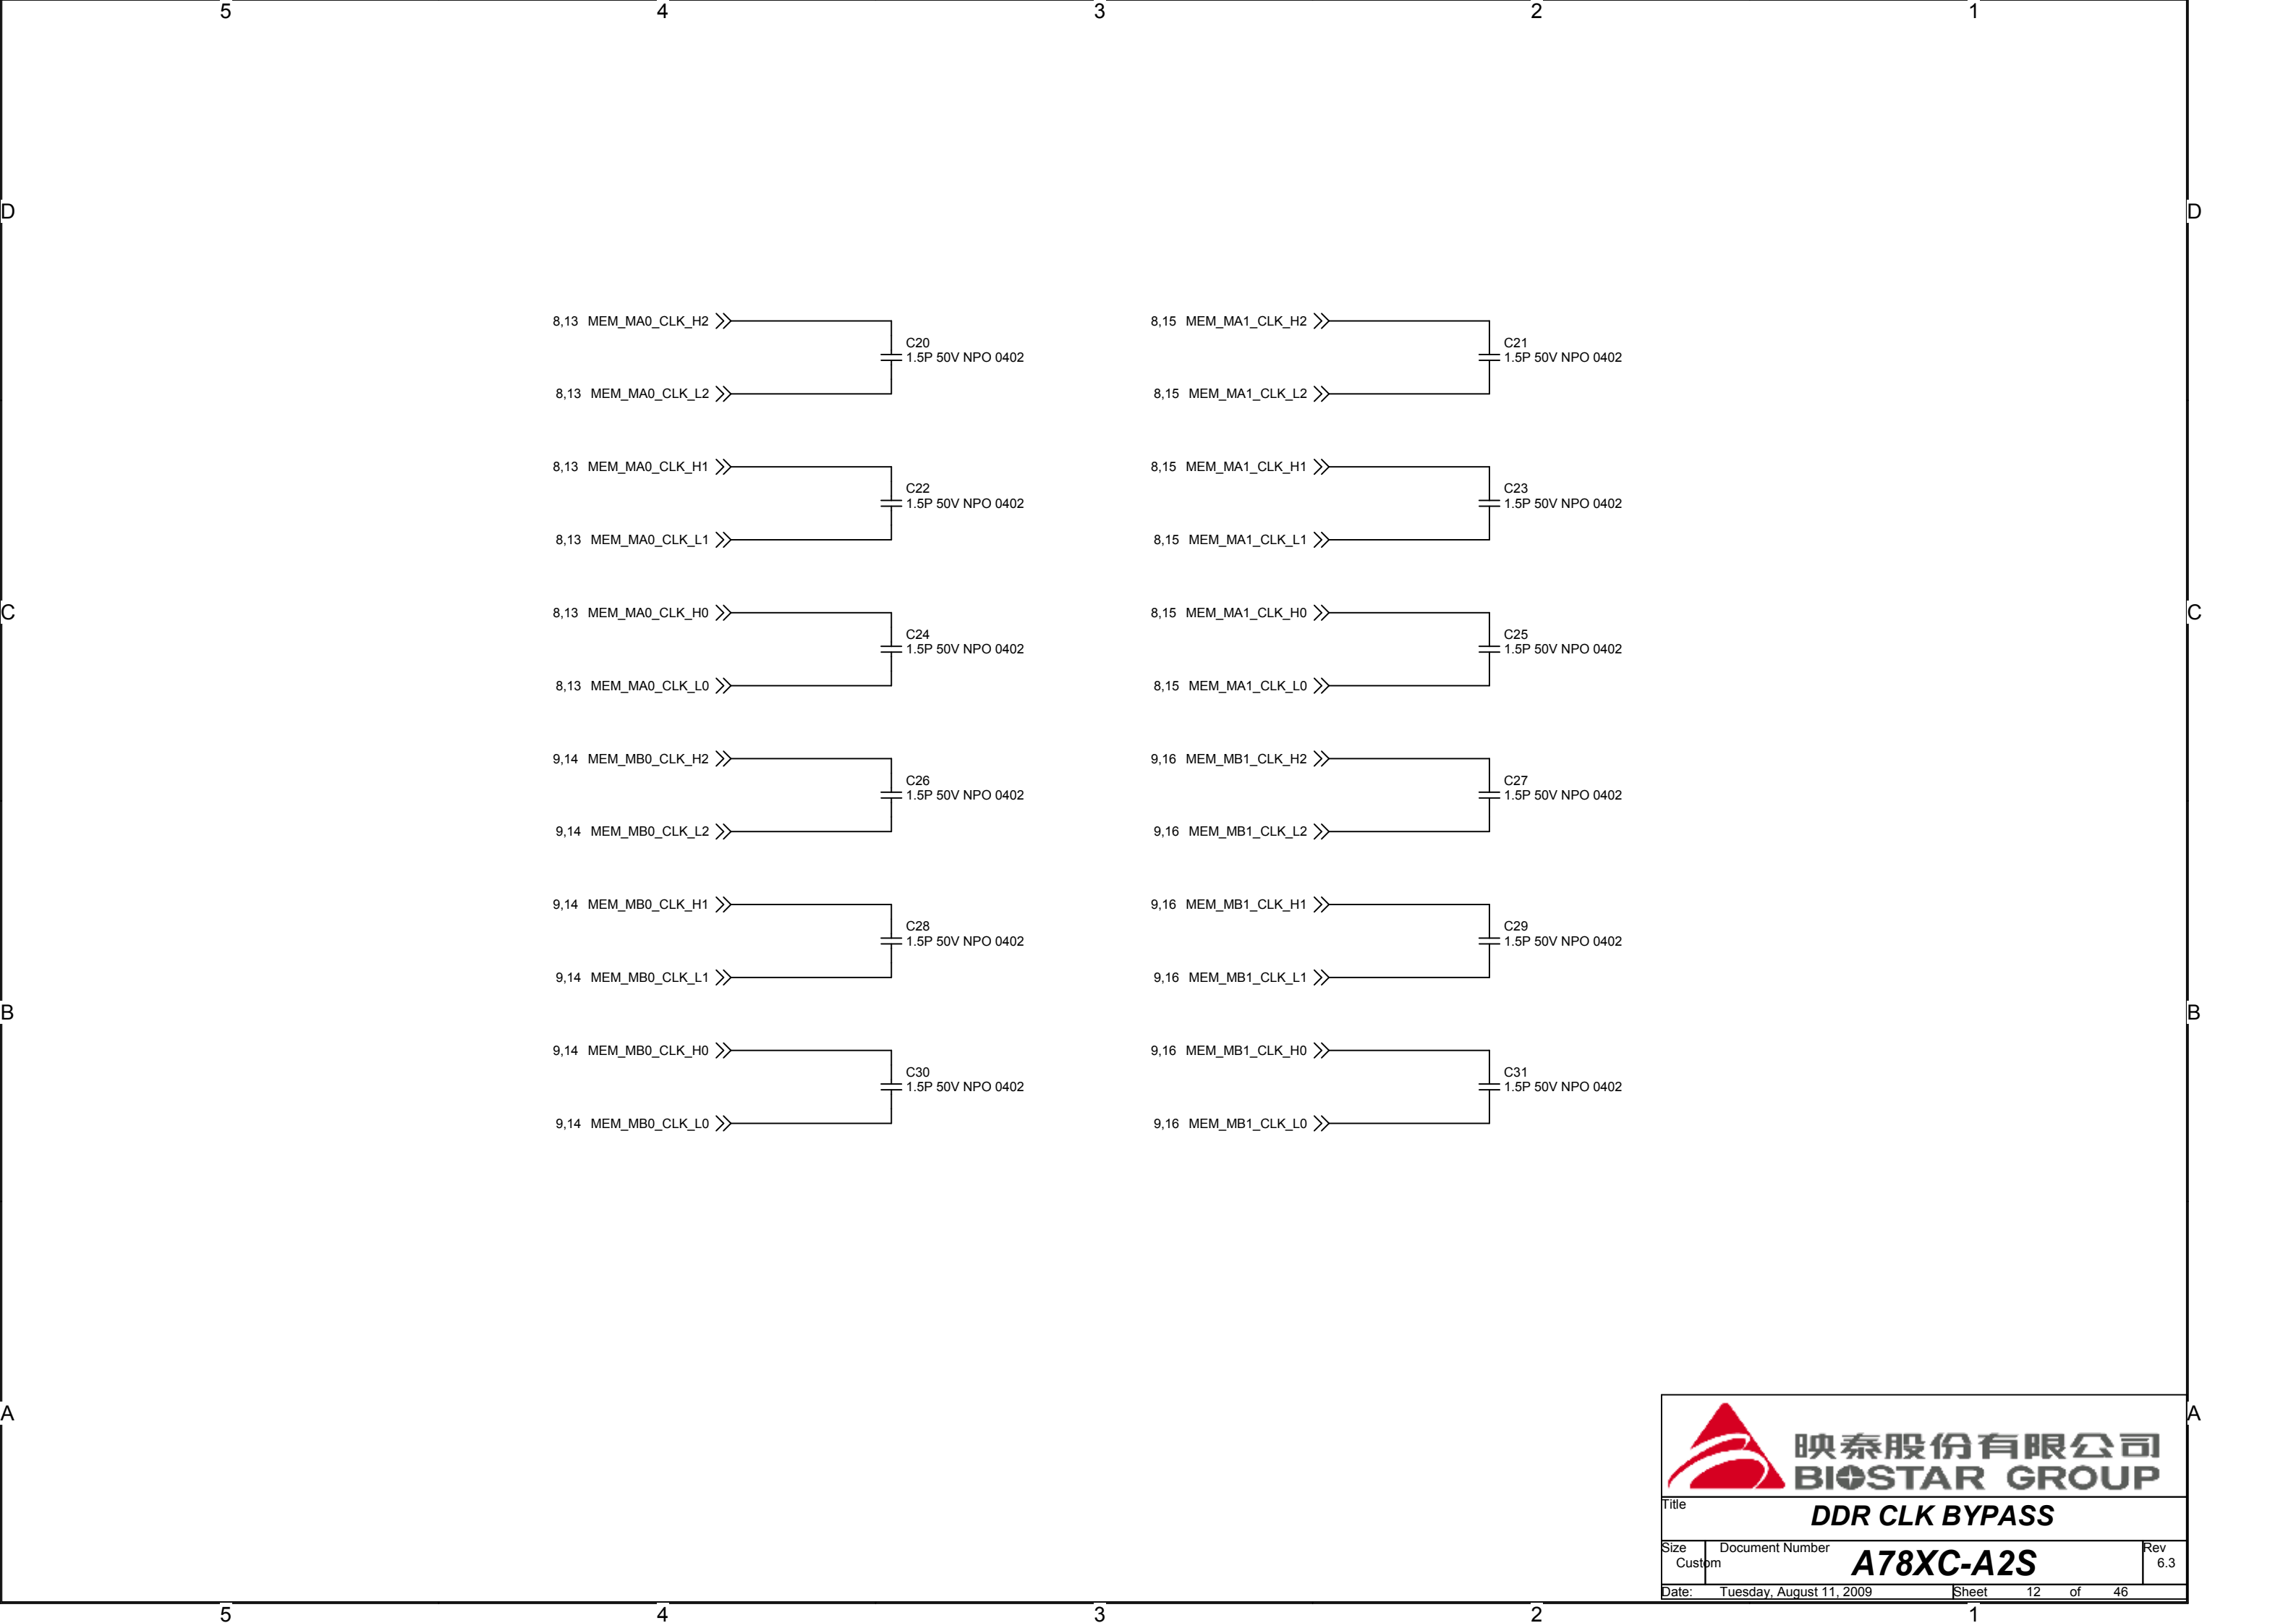 5 4 3 2 1
D D
8,13 MEM_MA0_CLK_H2
C20
1.5P 50V NPO 0402
8,13 MEM_MA0_CLK_L2
8,15 MEM_MA1_CLK_H2
C21
1.5P 50V NPO 0402
8,15 MEM_MA1_CLK_L2
8,13 MEM_MA0_CLK_H1
C22
1.5P 50V NPO 0402
8,13 MEM_MA0_CLK_L1
8,15 MEM_MA1_CLK_H1
C23
1.5P 50V NPO 0402
8,15 MEM_MA1_CLK_L1
C C
8,13 MEM_MA0_CLK_H0
C24
1.5P 50V NPO 0402
8,13 MEM_MA0_CLK_L0
8,15 MEM_MA1_CLK_H0
C25
1.5P 50V NPO 0402
8,15 MEM_MA1_CLK_L0
9,14 MEM_MB0_CLK_H2
C26
1.5P 50V NPO 0402
9,14 MEM_MB0_CLK_L2
9,16 MEM_MB1_CLK_H2
C27
1.5P 50V NPO 0402
9,16 MEM_MB1_CLK_L2
9,14 MEM_MB0_CLK_H1
C28
1.5P 50V NPO 0402
9,14 MEM_MB0_CLK_L1
9,16 MEM_MB1_CLK_H1
C29
1.5P 50V NPO 0402
9,16 MEM_MB1_CLK_L1
B B
9,14 MEM_MB0_CLK_H0
C30
1.5P 50V NPO 0402
9,14 MEM_MB0_CLK_L0
9,16 MEM_MB1_CLK_H0
C31
1.5P 50V NPO 0402
9,16 MEM_MB1_CLK_L0
A A
映泰股份有限公司
BIOSTAR GROUP
Title
DDR CLK BYPASS
Size
Custom
Document Number
A78XC-A2S
Rev
6.3
Date: Tuesday, August 11, 2009 Sheet 12 of 46
5 4 3 2 1